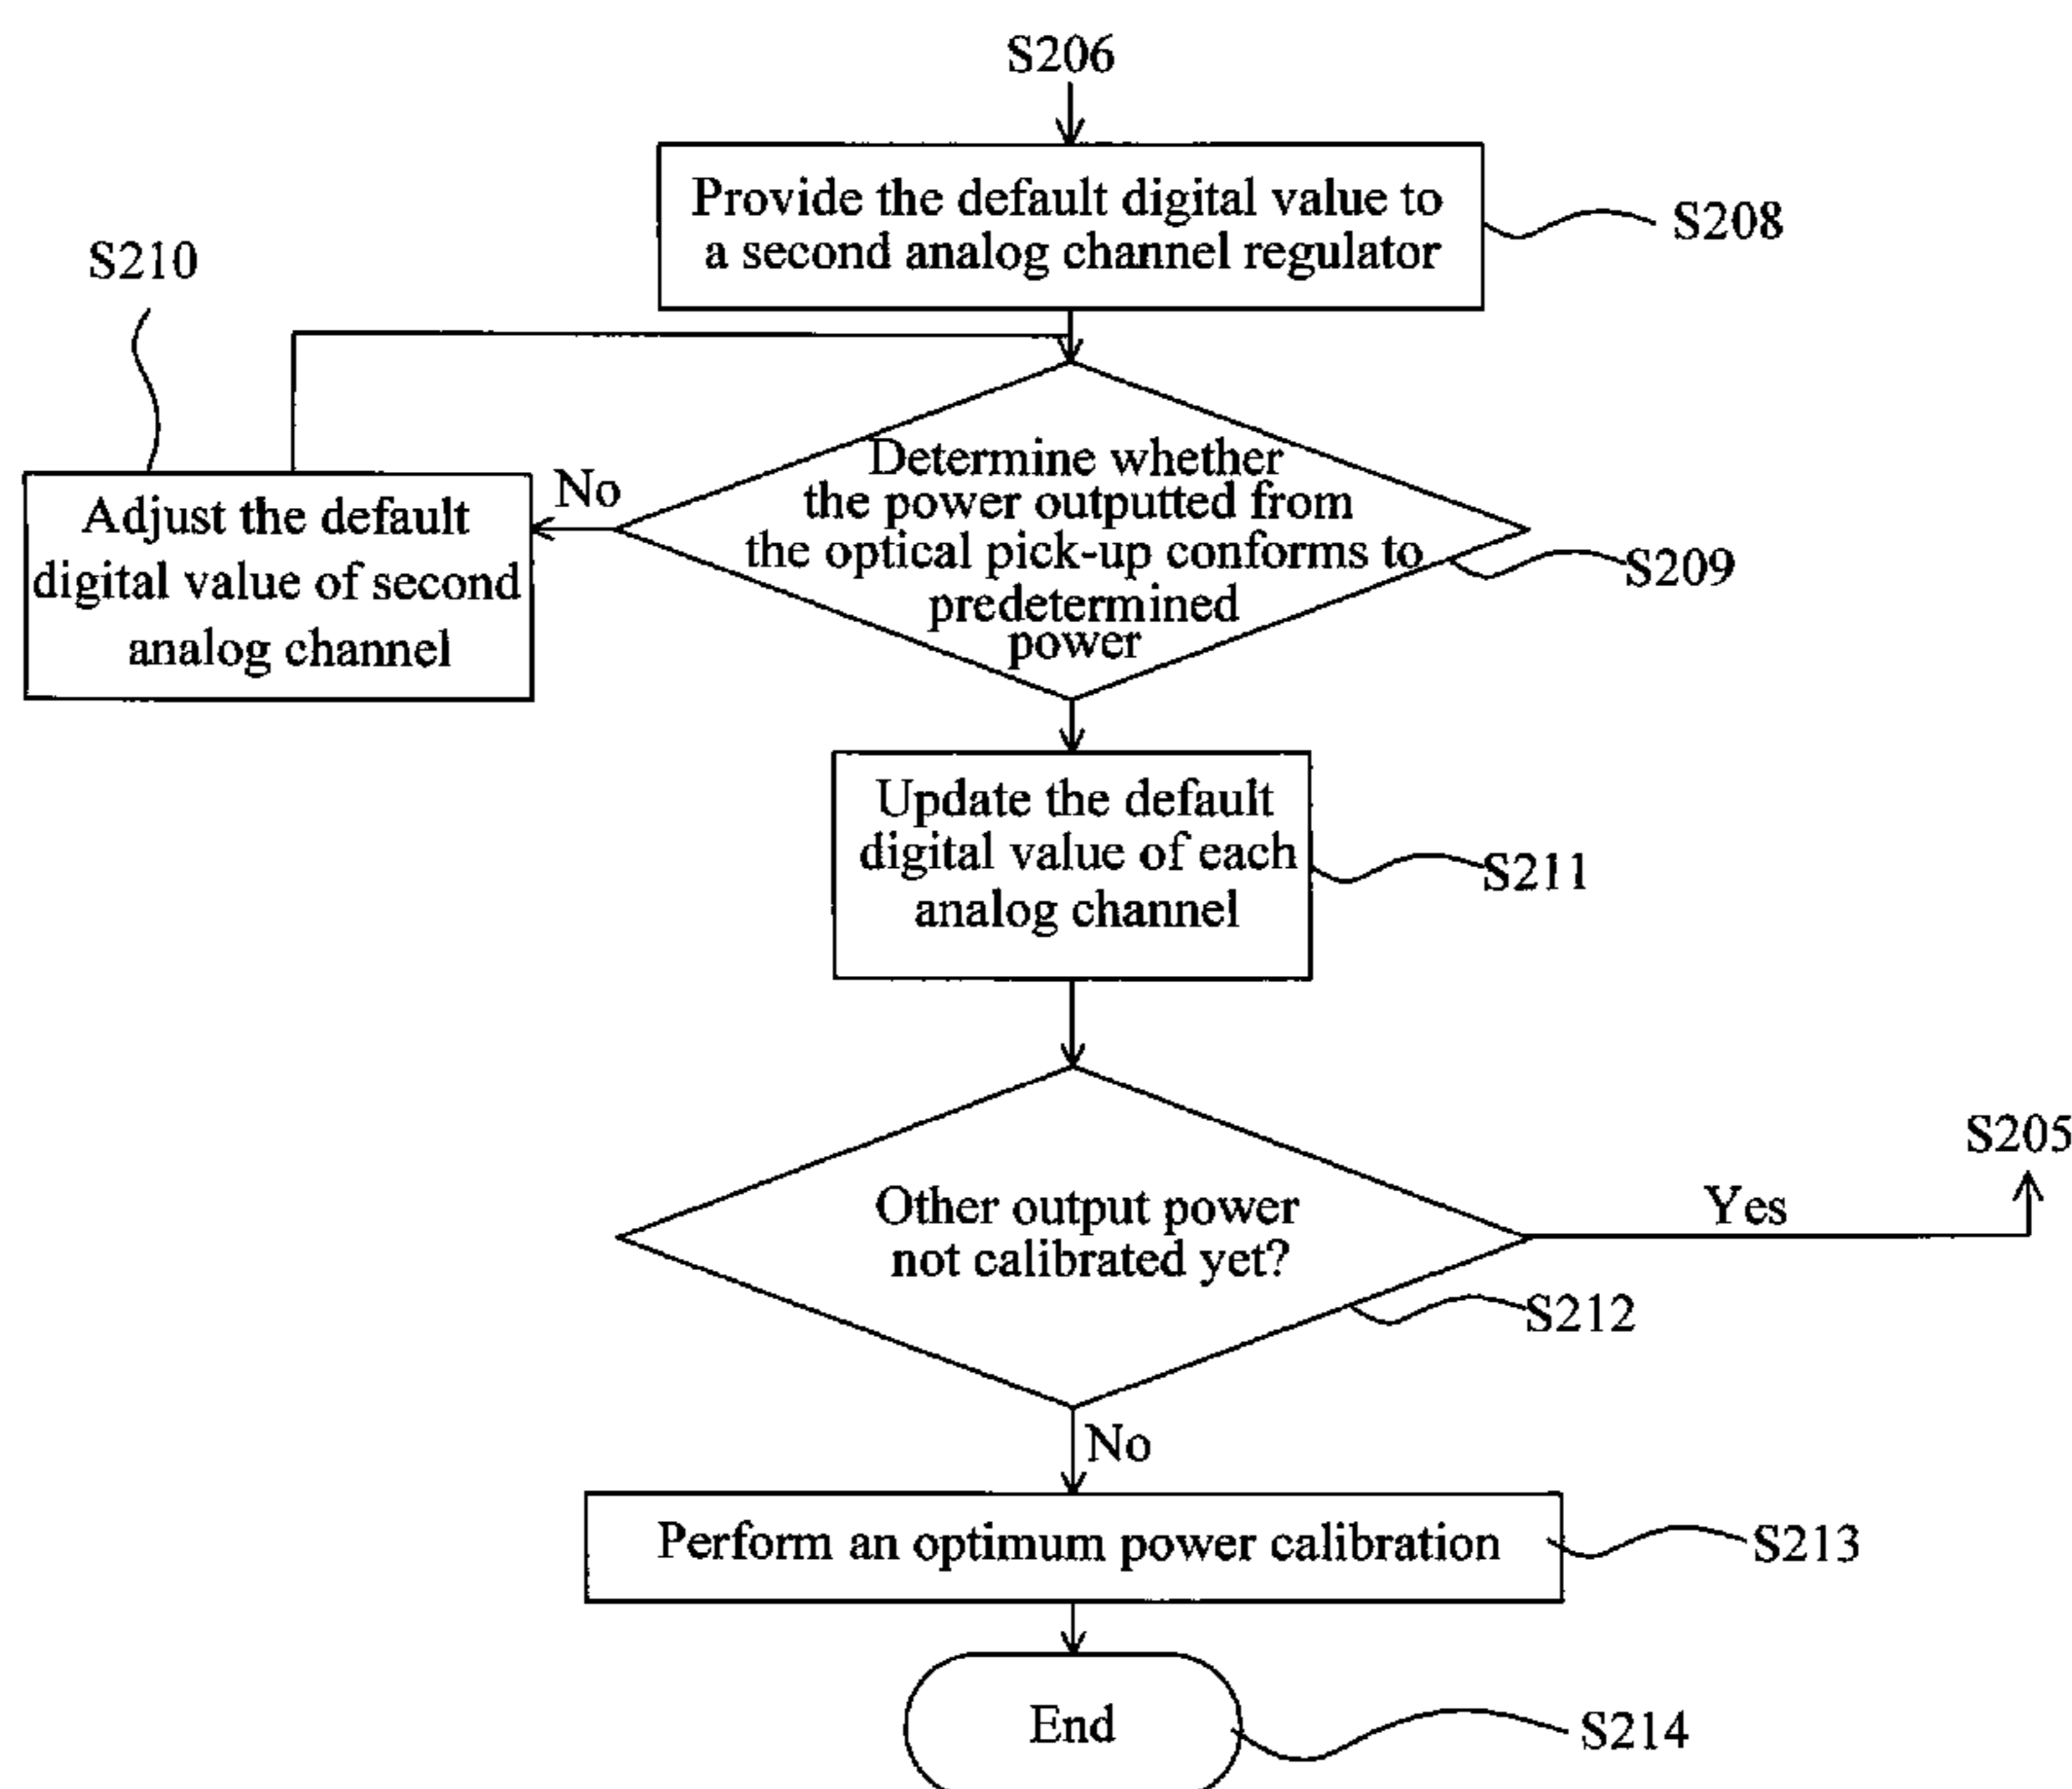 S206
Provide the default digital value to
a second analog channel regulator
S208
S210
Determine whether
the power outputted from
the optical pick-up conforms to
predetermined
power
S209
No
Adjust the default
digital value of second
analog channel
Update the default
digital value of each
analog channel
S211
S205
Other output power
not calibrated yet?
Yes
S212
No
Perform an optimum power calibration
S213
End
S214